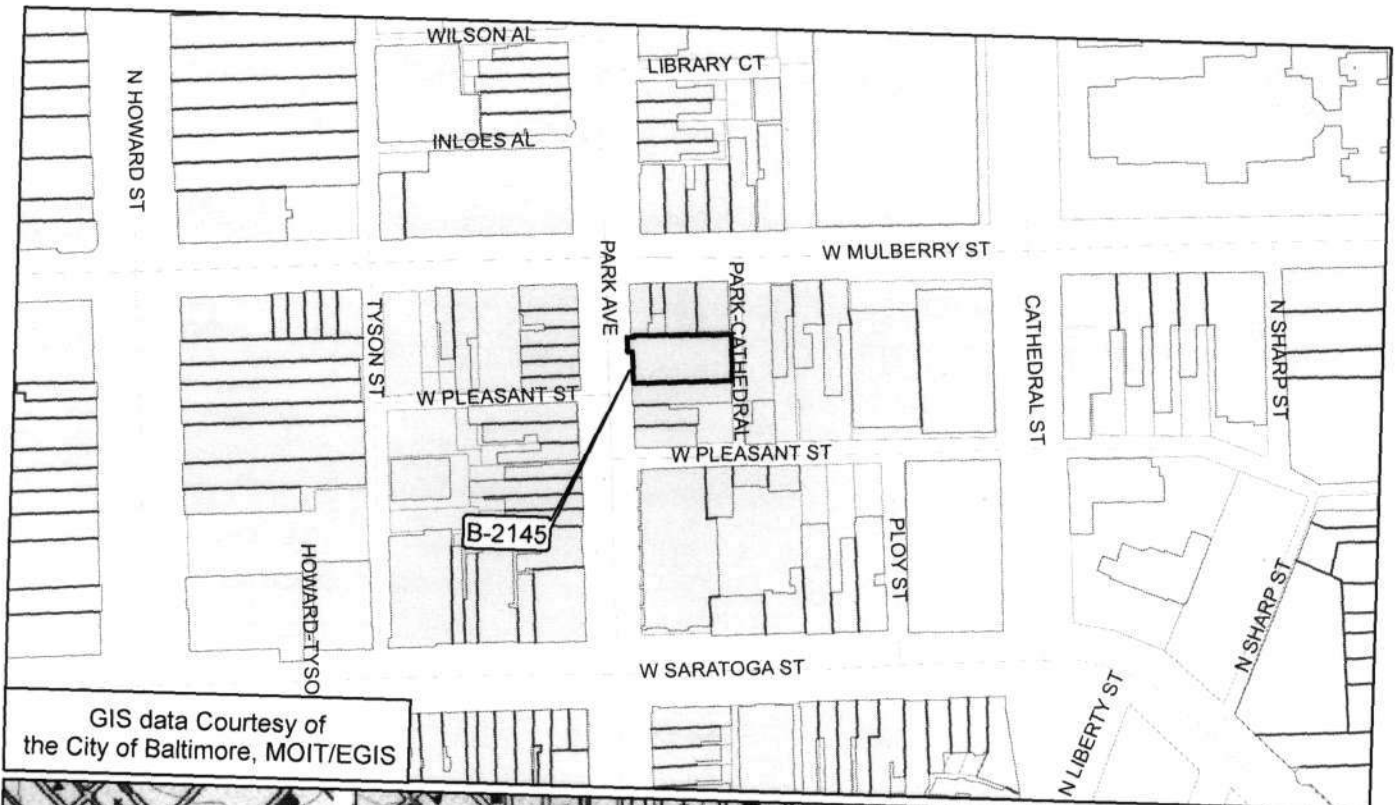 WILSON AL
LIBRARY CT
N HOWARD ST
INLOES AL
W MULBERRY ST
PARK AVE
PARK-CATHEDRAL
TYSON ST
CATHEDRAL ST
N SHARP ST
W PLEASANT ST
W PLEASANT ST
B-2145
PLOY ST
HOWARD-TYSO
N SHARP ST
W SARATOGA ST
N LIBERTY ST
GIS data Courtesy of
the City of Baltimore, MOIT/EGIS